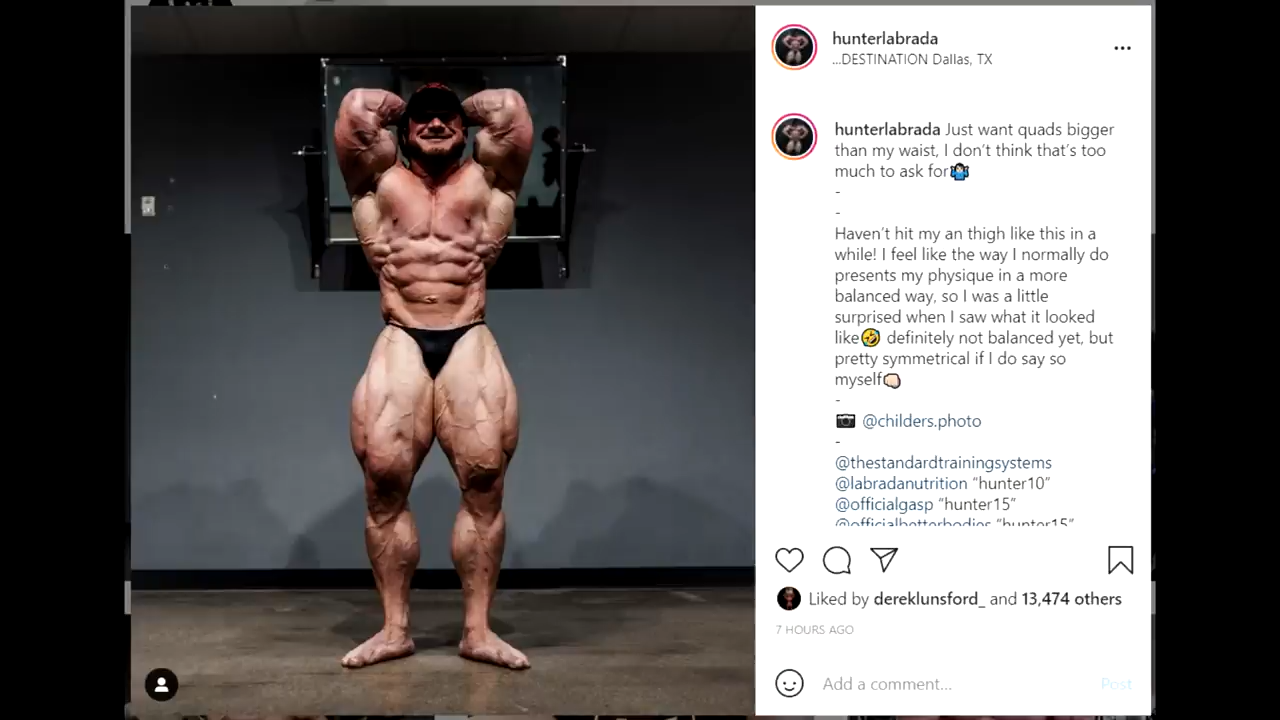 hunterlabrada
...DESTINATION Dallas, TX
hunterlabrada Just want quads bigger
than my waist, I don't think that's too
much to ask for🤷🏻‍♂️
-
-
Haven't hit my an thigh like this in a
while! I feel like the way I normally do
presents my physique in a more
balanced way, so I was a little
surprised when I saw what it looked
like🤣 definitely not balanced yet, but
pretty symmetrical if I do say so
myself👊🏻
-
📷 @childers.photo
-
@thestandardtrainingsystems
@labradanutrition "hunter10"
@officialgasp "hunter15"
@officialbetterbodies "hunter15"
Liked by dereklunsford_ and 13,474 others
7 HOURS AGO
Add a comment...
Post